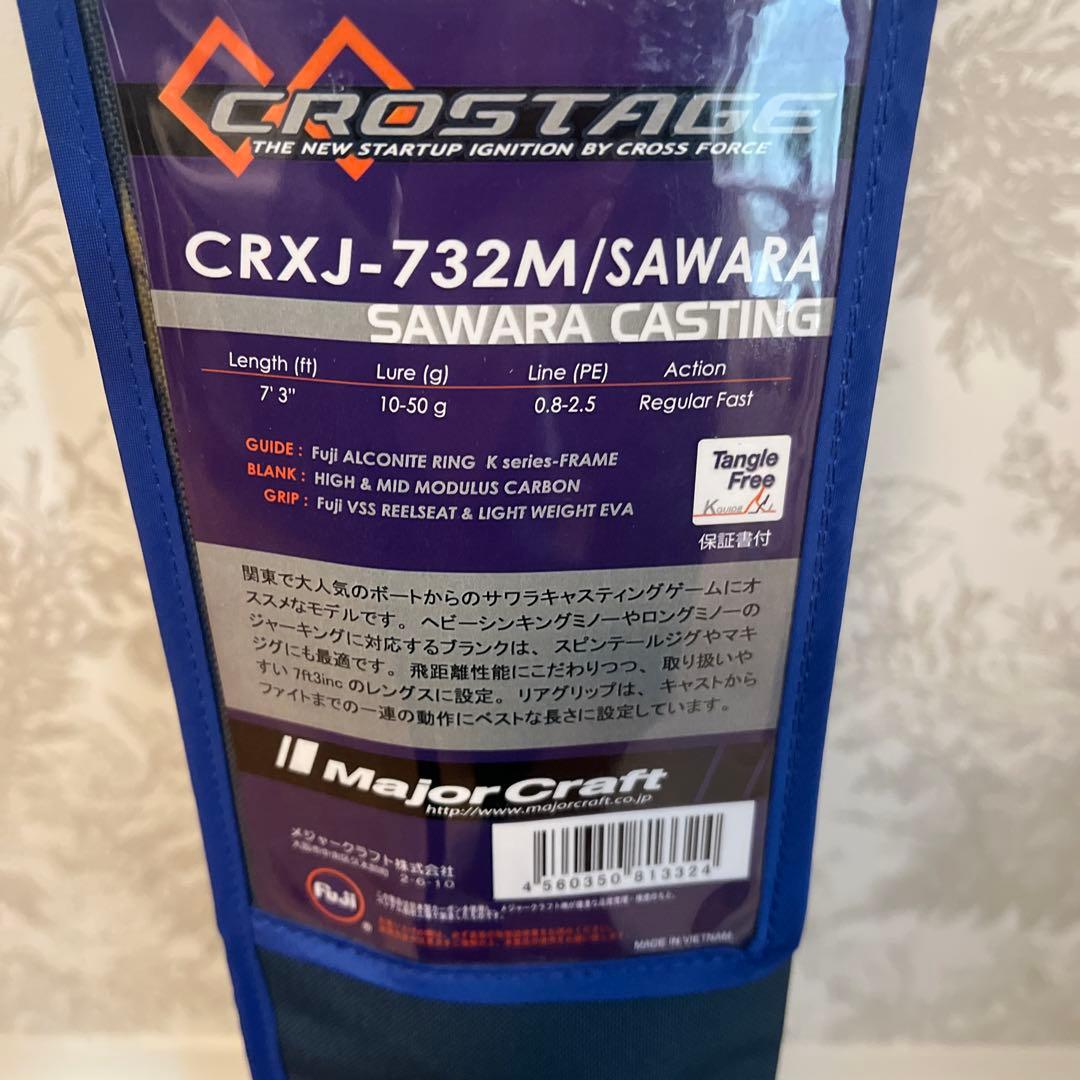 CROSTAGE
THE NEW STARTUP IGNITION BY CROSS FORCE
CRXJ-732M/SAWARA
SAWARA CASTING
Length (ft) Lure (g) Line (PE) Action
7' 3" 10-50 g 0.8-2.5 Regular Fast
GUIDE : Fuji ALCONITE RING K series-FRAME
BLANK : HIGH & MID MODULUS CARBON
GRIP : Fuji VSS REELSEAT & LIGHT WEIGHT EVA
Tangle
Free
K GUIDE
保証書付
関東で大人気のボートからのサワラキャスティングゲームにオ
ススメなモデルです。ヘビーシンキングミノーやロングミノーの
ジャーキングに対応するブランクは、スピンテールジグやマキ
ジグにも最適です。飛距離性能にこだわりつつ、取り扱いや
すい7ft3incのレングスに設定。リアグリップは、キャストから
ファイトまでの一連の動作にベストな長さに設定しています。
Major Craft
http://www.majorcraft.co.jp
メジャークラフト株式会社
2-6-10
4 560350 813324
Fuji
®
MADE IN VIETNAM